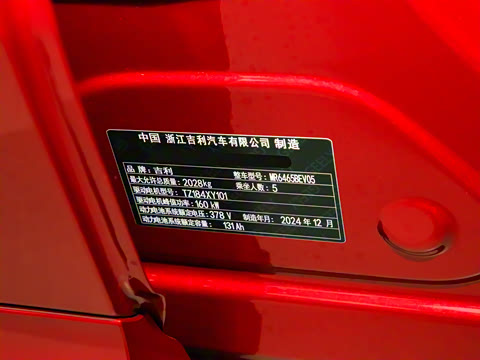 中国 浙江吉利汽车有限公司 制造
品牌：吉利 整车型号：MR6465BEV05
最大允许总质量：2028kg 乘坐人数：5
驱动电机型号：TZ184XY101
驱动电机峰值功率：160 kW
动力电池系统额定电压：378 V 制造年月：2024 年 12 月
动力电池系统额定容量：131Ah